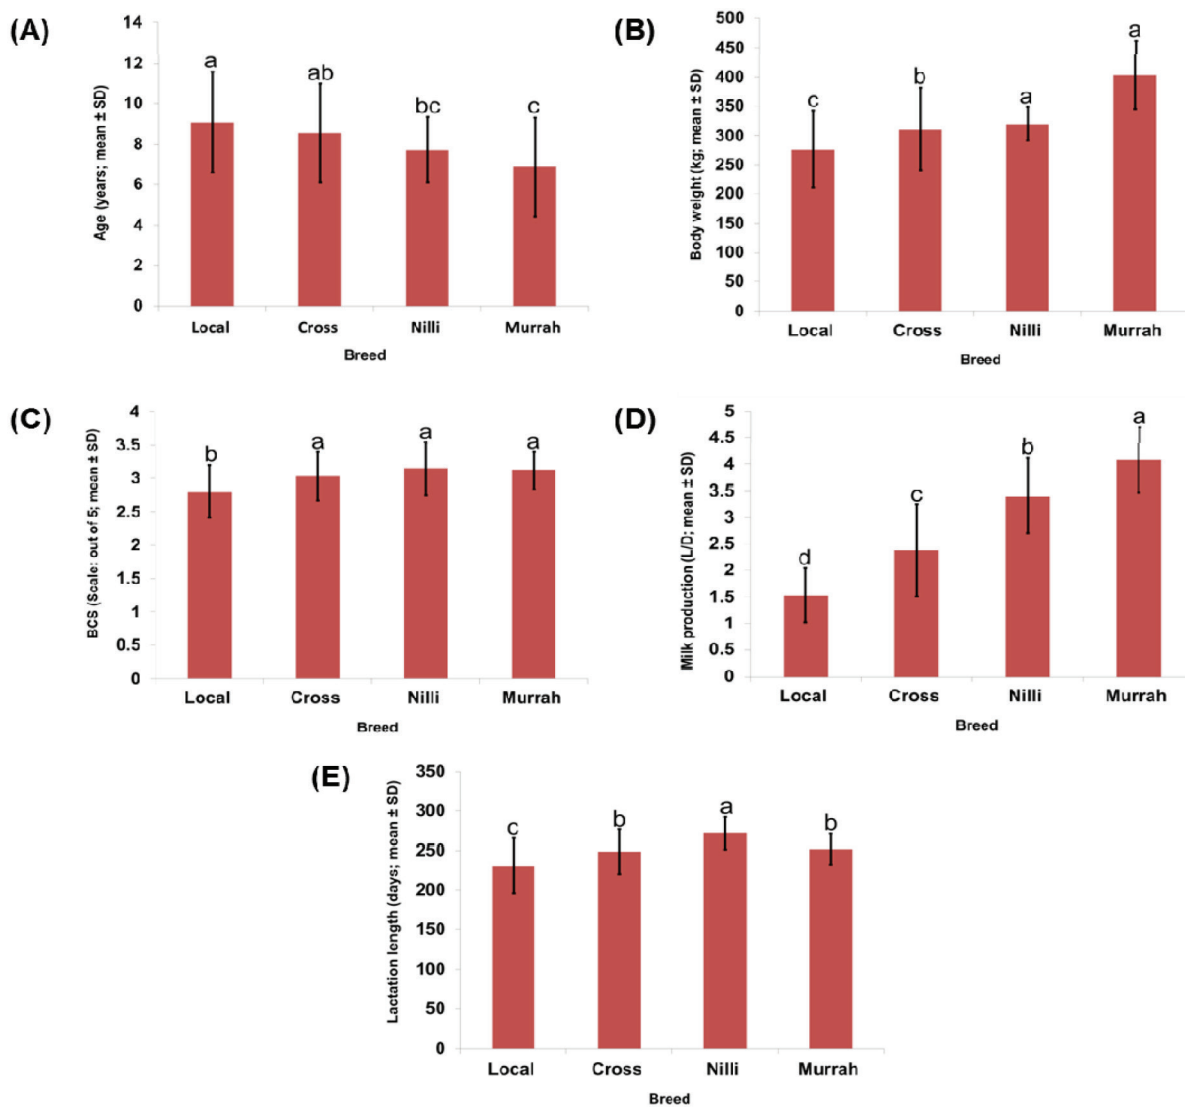 (A)
Age (years; mean ± SD)
14
12
10
8
6
4
2
0
a
ab
bc
c
Local Cross Nilli Murrah
Breed
(B)
Body weight (kg; mean ± SD)
500
450
400
350
300
250
200
150
100
50
0
c
b
a
a
Local Cross Nilli Murrah
Breed
(C)
BCS (Scale: out of 5; mean ± SD)
4
3.5
3
2.5
2
1.5
1
0.5
0
b
a
a
a
Local Cross Nilli Murrah
Breed
(D)
Milk production (L/D; mean ± SD)
5
4.5
4
3.5
3
2.5
2
1.5
1
0.5
0
d
c
b
a
Local Cross Nilli Murrah
Breed
(E)
Lactation length (days; mean ± SD)
350
300
250
200
150
100
50
0
c
b
a
b
Local Cross Nilli Murrah
Breed